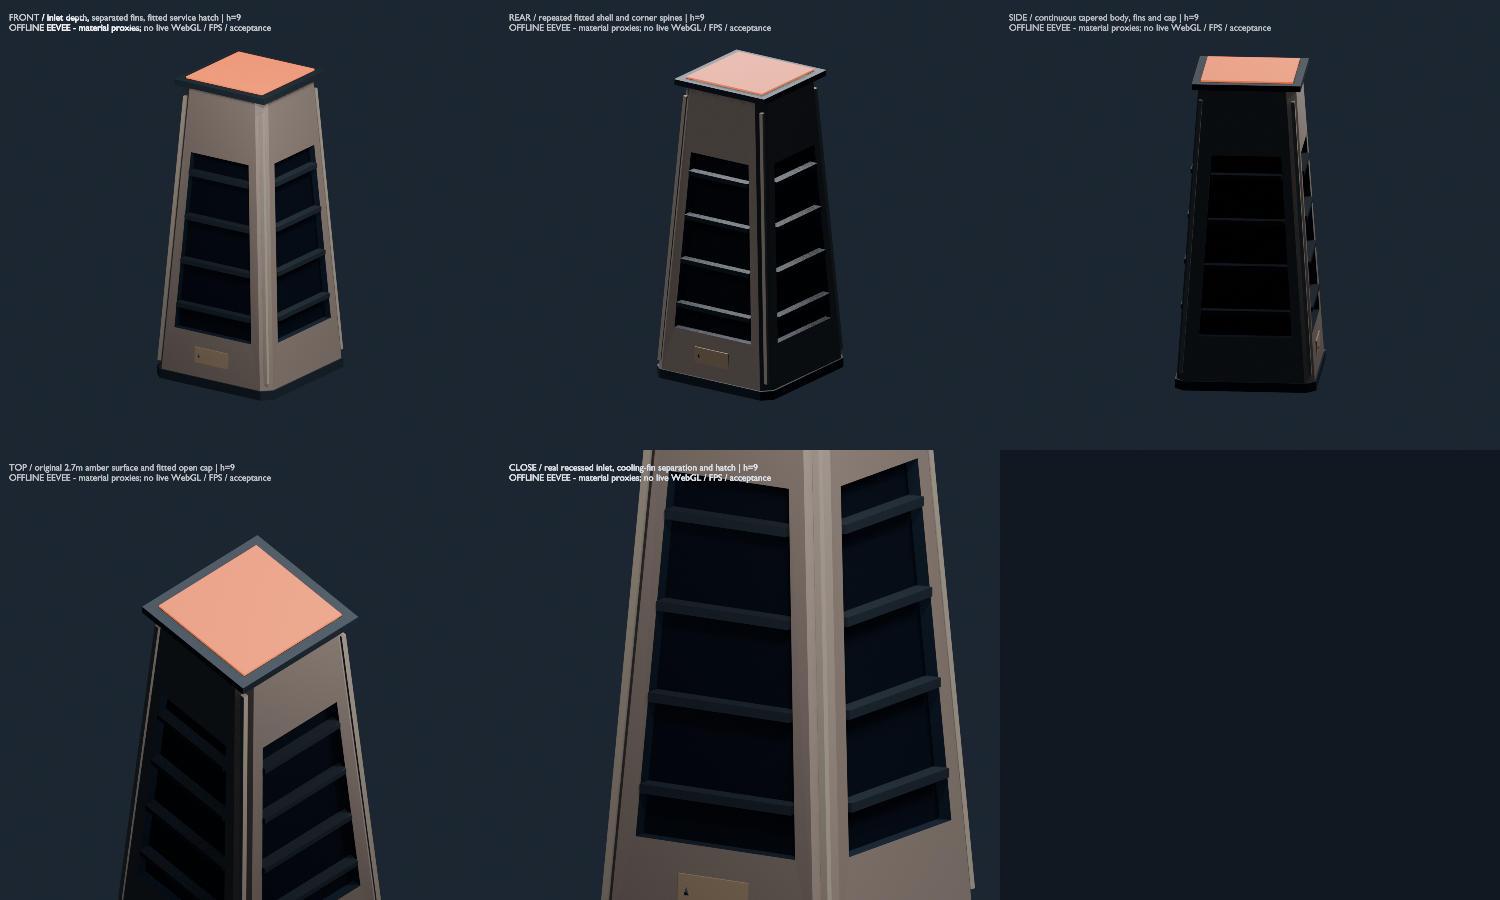 FRONT / inlet depth, separated fins, fitted service hatch | h=9
OFFLINE EEVEE - material proxies; no live WebGL / FPS / acceptance
REAR / repeated fitted shell and corner spines | h=9
OFFLINE EEVEE - material proxies; no live WebGL / FPS / acceptance
SIDE / continuous tapered body, fins and cap | h=9
OFFLINE EEVEE - material proxies; no live WebGL / FPS / acceptance
TOP / original 2.7m amber surface and fitted open cap | h=9
OFFLINE EEVEE - material proxies; no live WebGL / FPS / acceptance
CLOSE / real recessed inlet, cooling-fin separation and hatch | h=9
OFFLINE EEVEE - material proxies; no live WebGL / FPS / acceptance